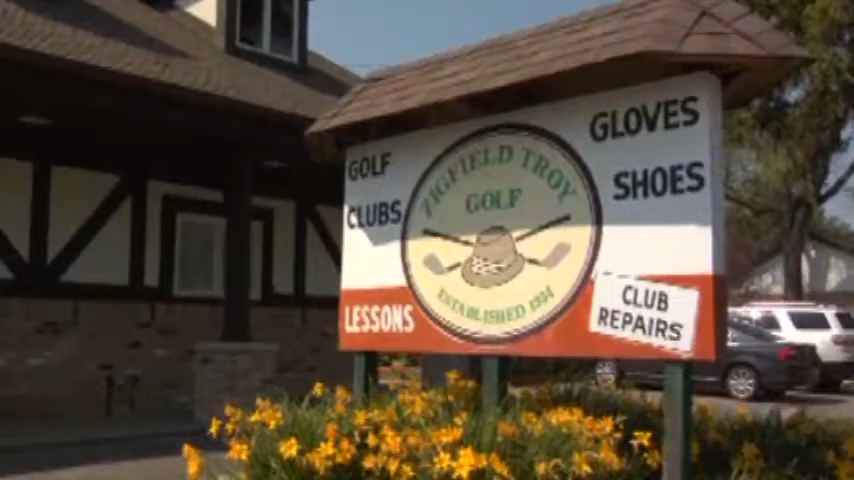 GOLF
CLUBS
LESSONS
ZIGFIELD TROY
GOLF
ESTABLISHED 1934
GLOVES
SHOES
CLUB
REPAIRS